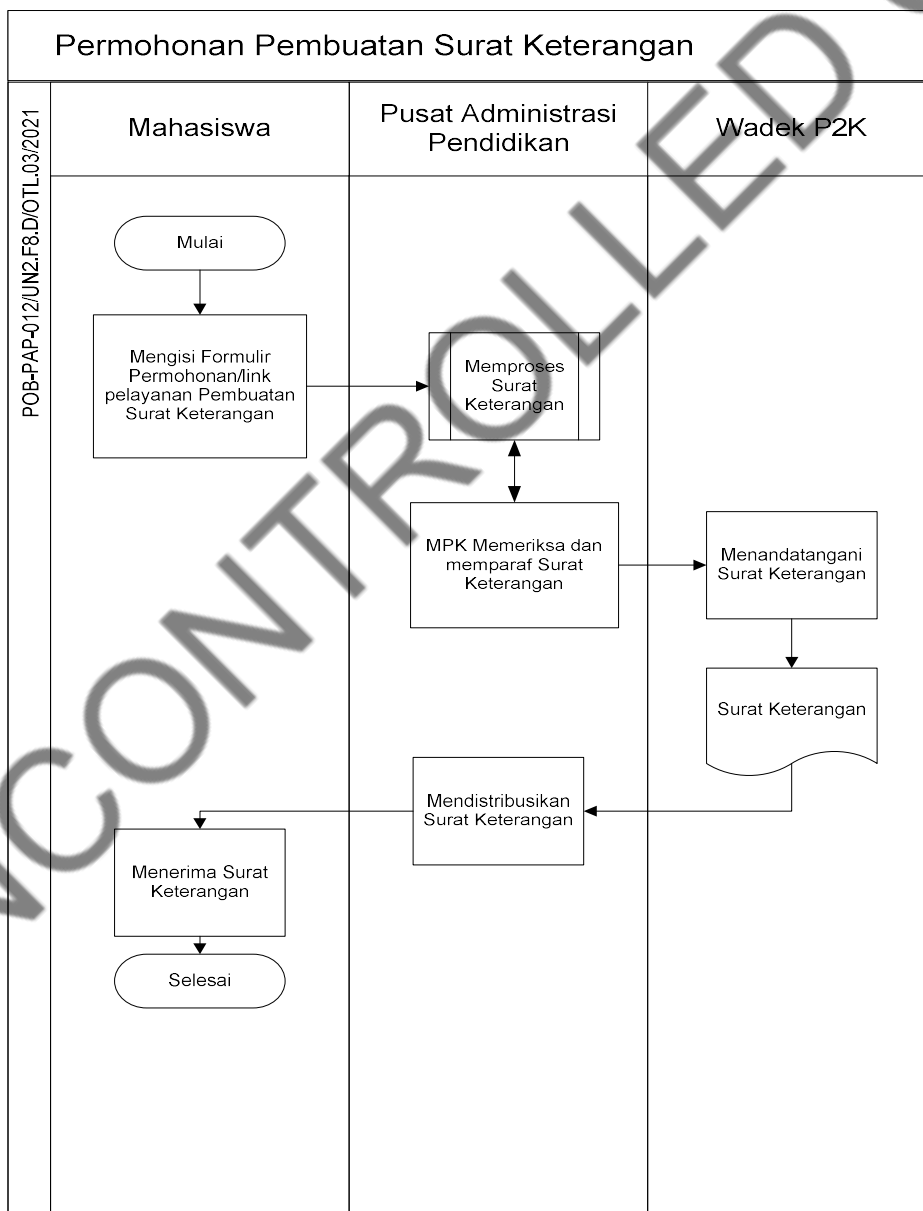 Permohonan Pembuatan Surat Keterangan
POB-PAP-012/UN2.F8.D/OTL.03/2021
Mahasiswa
Pusat Administrasi
Pendidikan
Wadek P2K
Mulai
Mengisi Formulir
Permohonan/link
pelayanan Pembuatan
Surat Keterangan
Memproses
Surat
Keterangan
MPK Memeriksa dan
memparaf Surat
Keterangan
Menandatangani
Surat Keterangan
Surat Keterangan
Mendistribusikan
Surat Keterangan
Menerima Surat
Keterangan
Selesai
NCONTROLLED